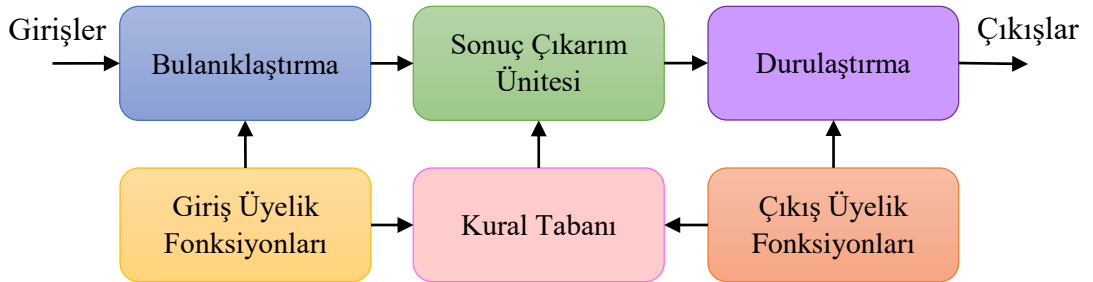 Girişler
Bulanıklaştırma
Sonuç Çıkarım
Ünitesi
Durulaştırma
Çıkışlar
Giriş Üyelik
Fonksiyonları
Kural Tabanı
Çıkış Üyelik
Fonksiyonları